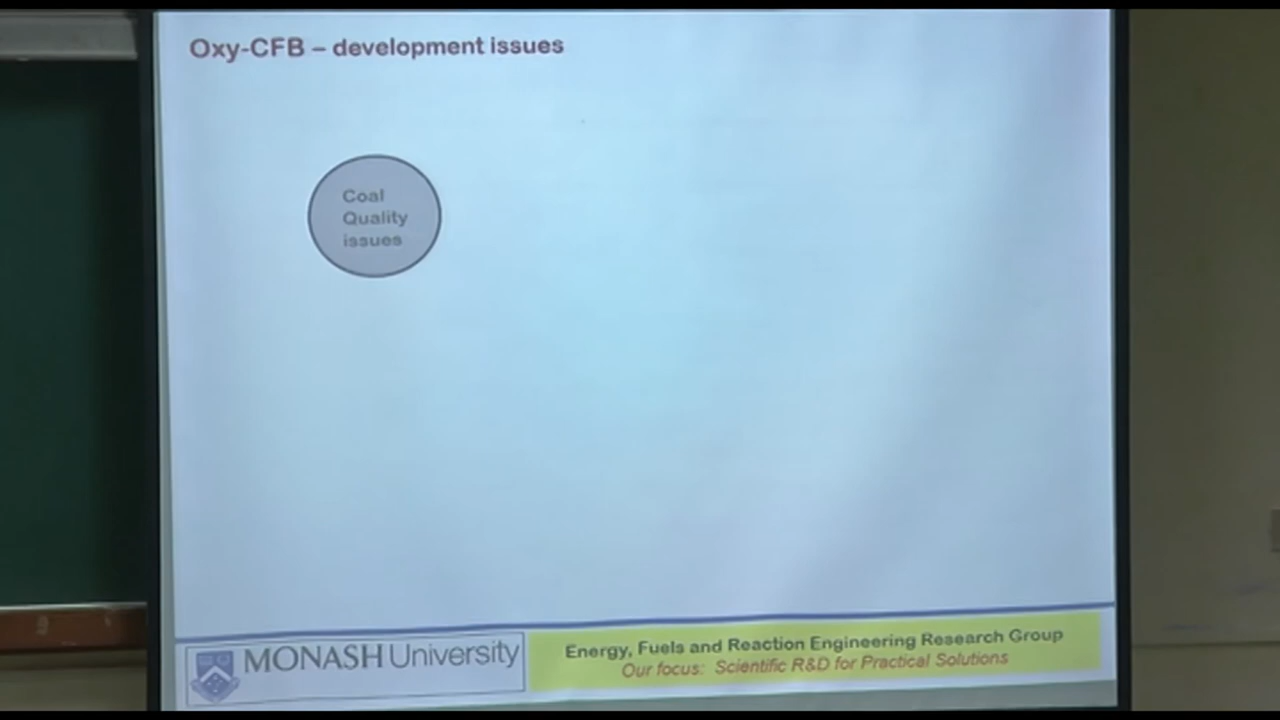 Oxy-CFB – development issues
Coal
Quality
issues
MONASH University
Energy, Fuels and Reaction Engineering Research Group
Our focus: Scientific R&D for Practical Solutions